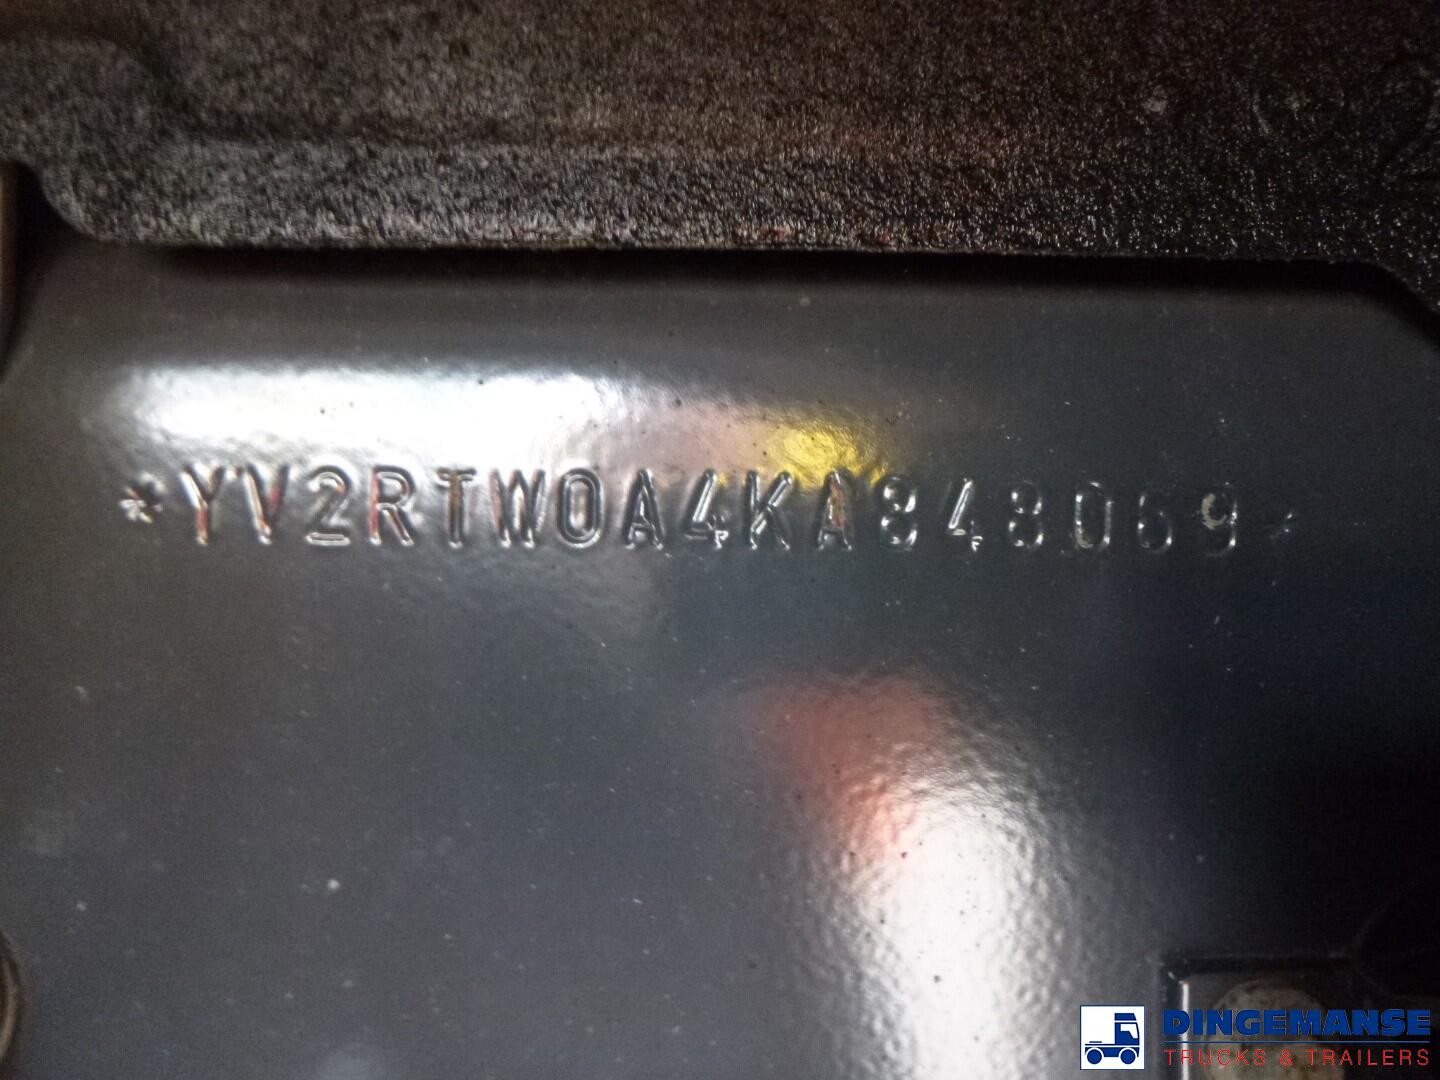 *YV2RTW0A4KA848069*
DINGEMANSE
TRUCKS & TRAILERS